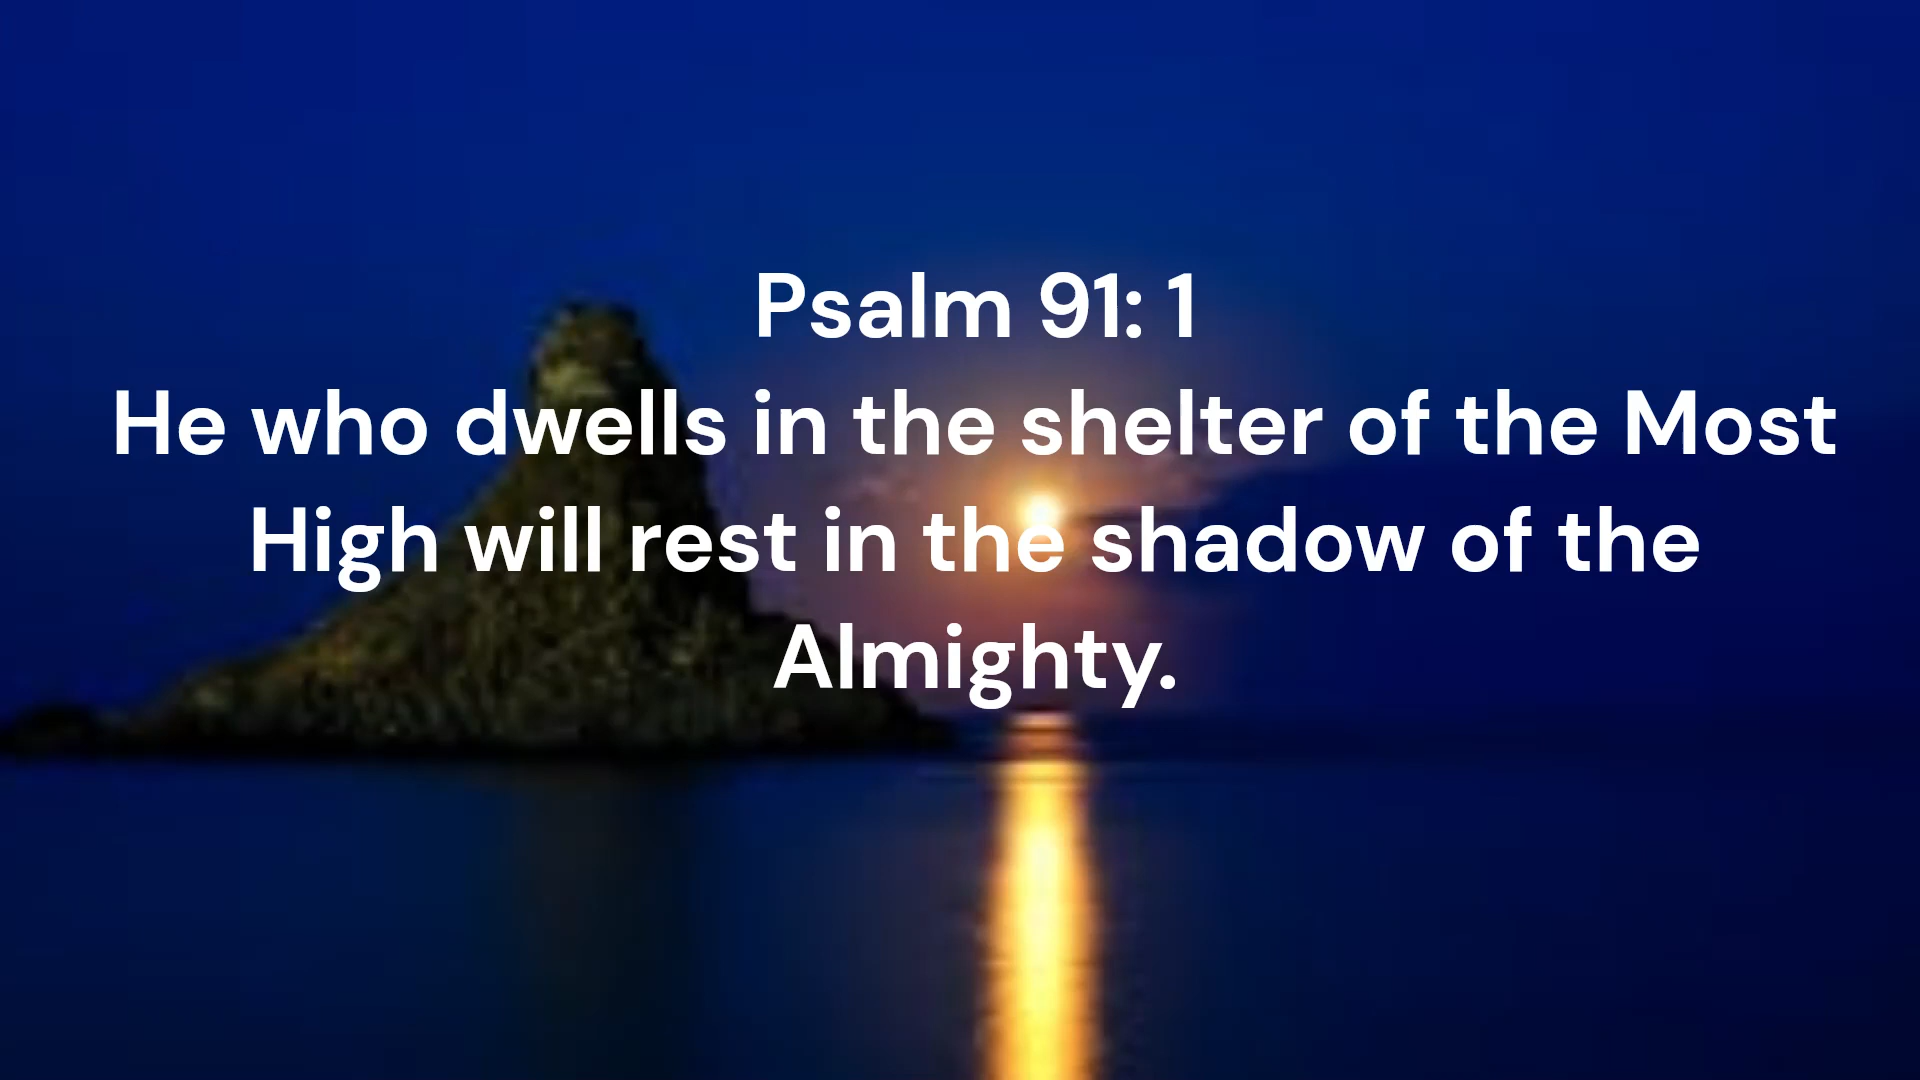 Psalm 91: 1
He who dwells in the shelter of the Most
High will rest in the shadow of the
Almighty.